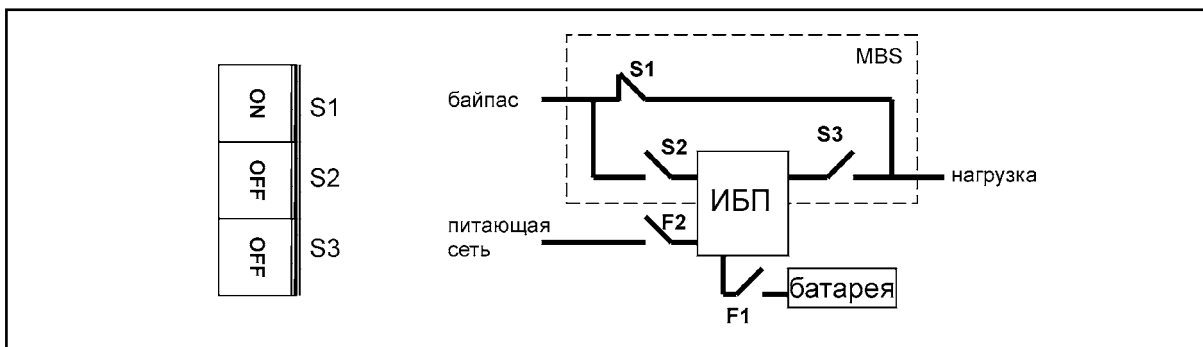 ON
S1
OFF
S2
OFF
S3
MBS
S1
байпас
S2
S3
ИБП
нагрузка
питающая
сеть
F2
F1
батарея